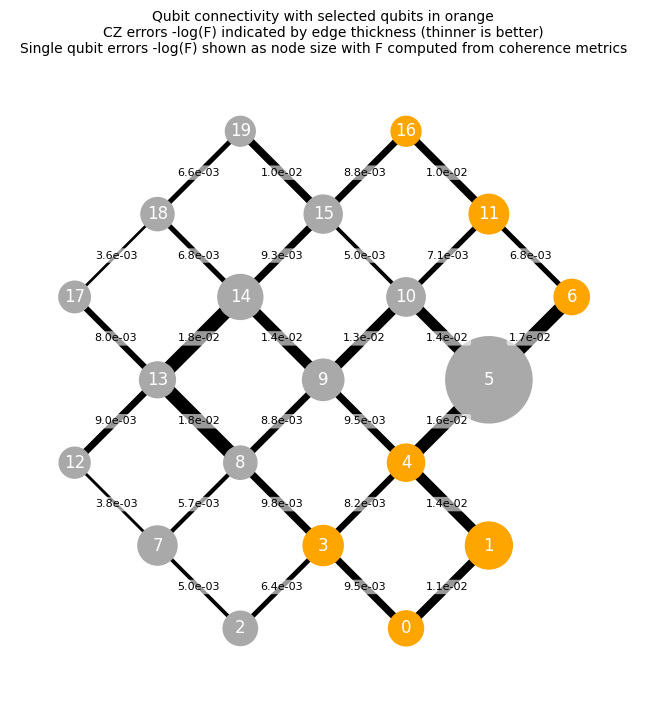 Qubit connectivity with selected qubits in orange
CZ errors -log(F) indicated by edge thickness (thinner is better)
Single qubit errors -log(F) shown as node size with F computed from coherence metrics
19 16
6.6e-03 1.0e-02 8.8e-03 1.0e-02
18 15 11
3.6e-03 6.8e-03 9.3e-03 5.0e-03 7.1e-03 6.8e-03
17 14 10 6
8.0e-03 1.8e-02 1.4e-02 1.3e-02 1.4e-02 1.7e-02
13 9 5
9.0e-03 1.8e-02 8.8e-03 9.5e-03 1.6e-02
12 8 4
3.8e-03 5.7e-03 9.8e-03 8.2e-03 1.4e-02
7 3 1
5.0e-03 6.4e-03 9.5e-03 1.1e-02
2 0